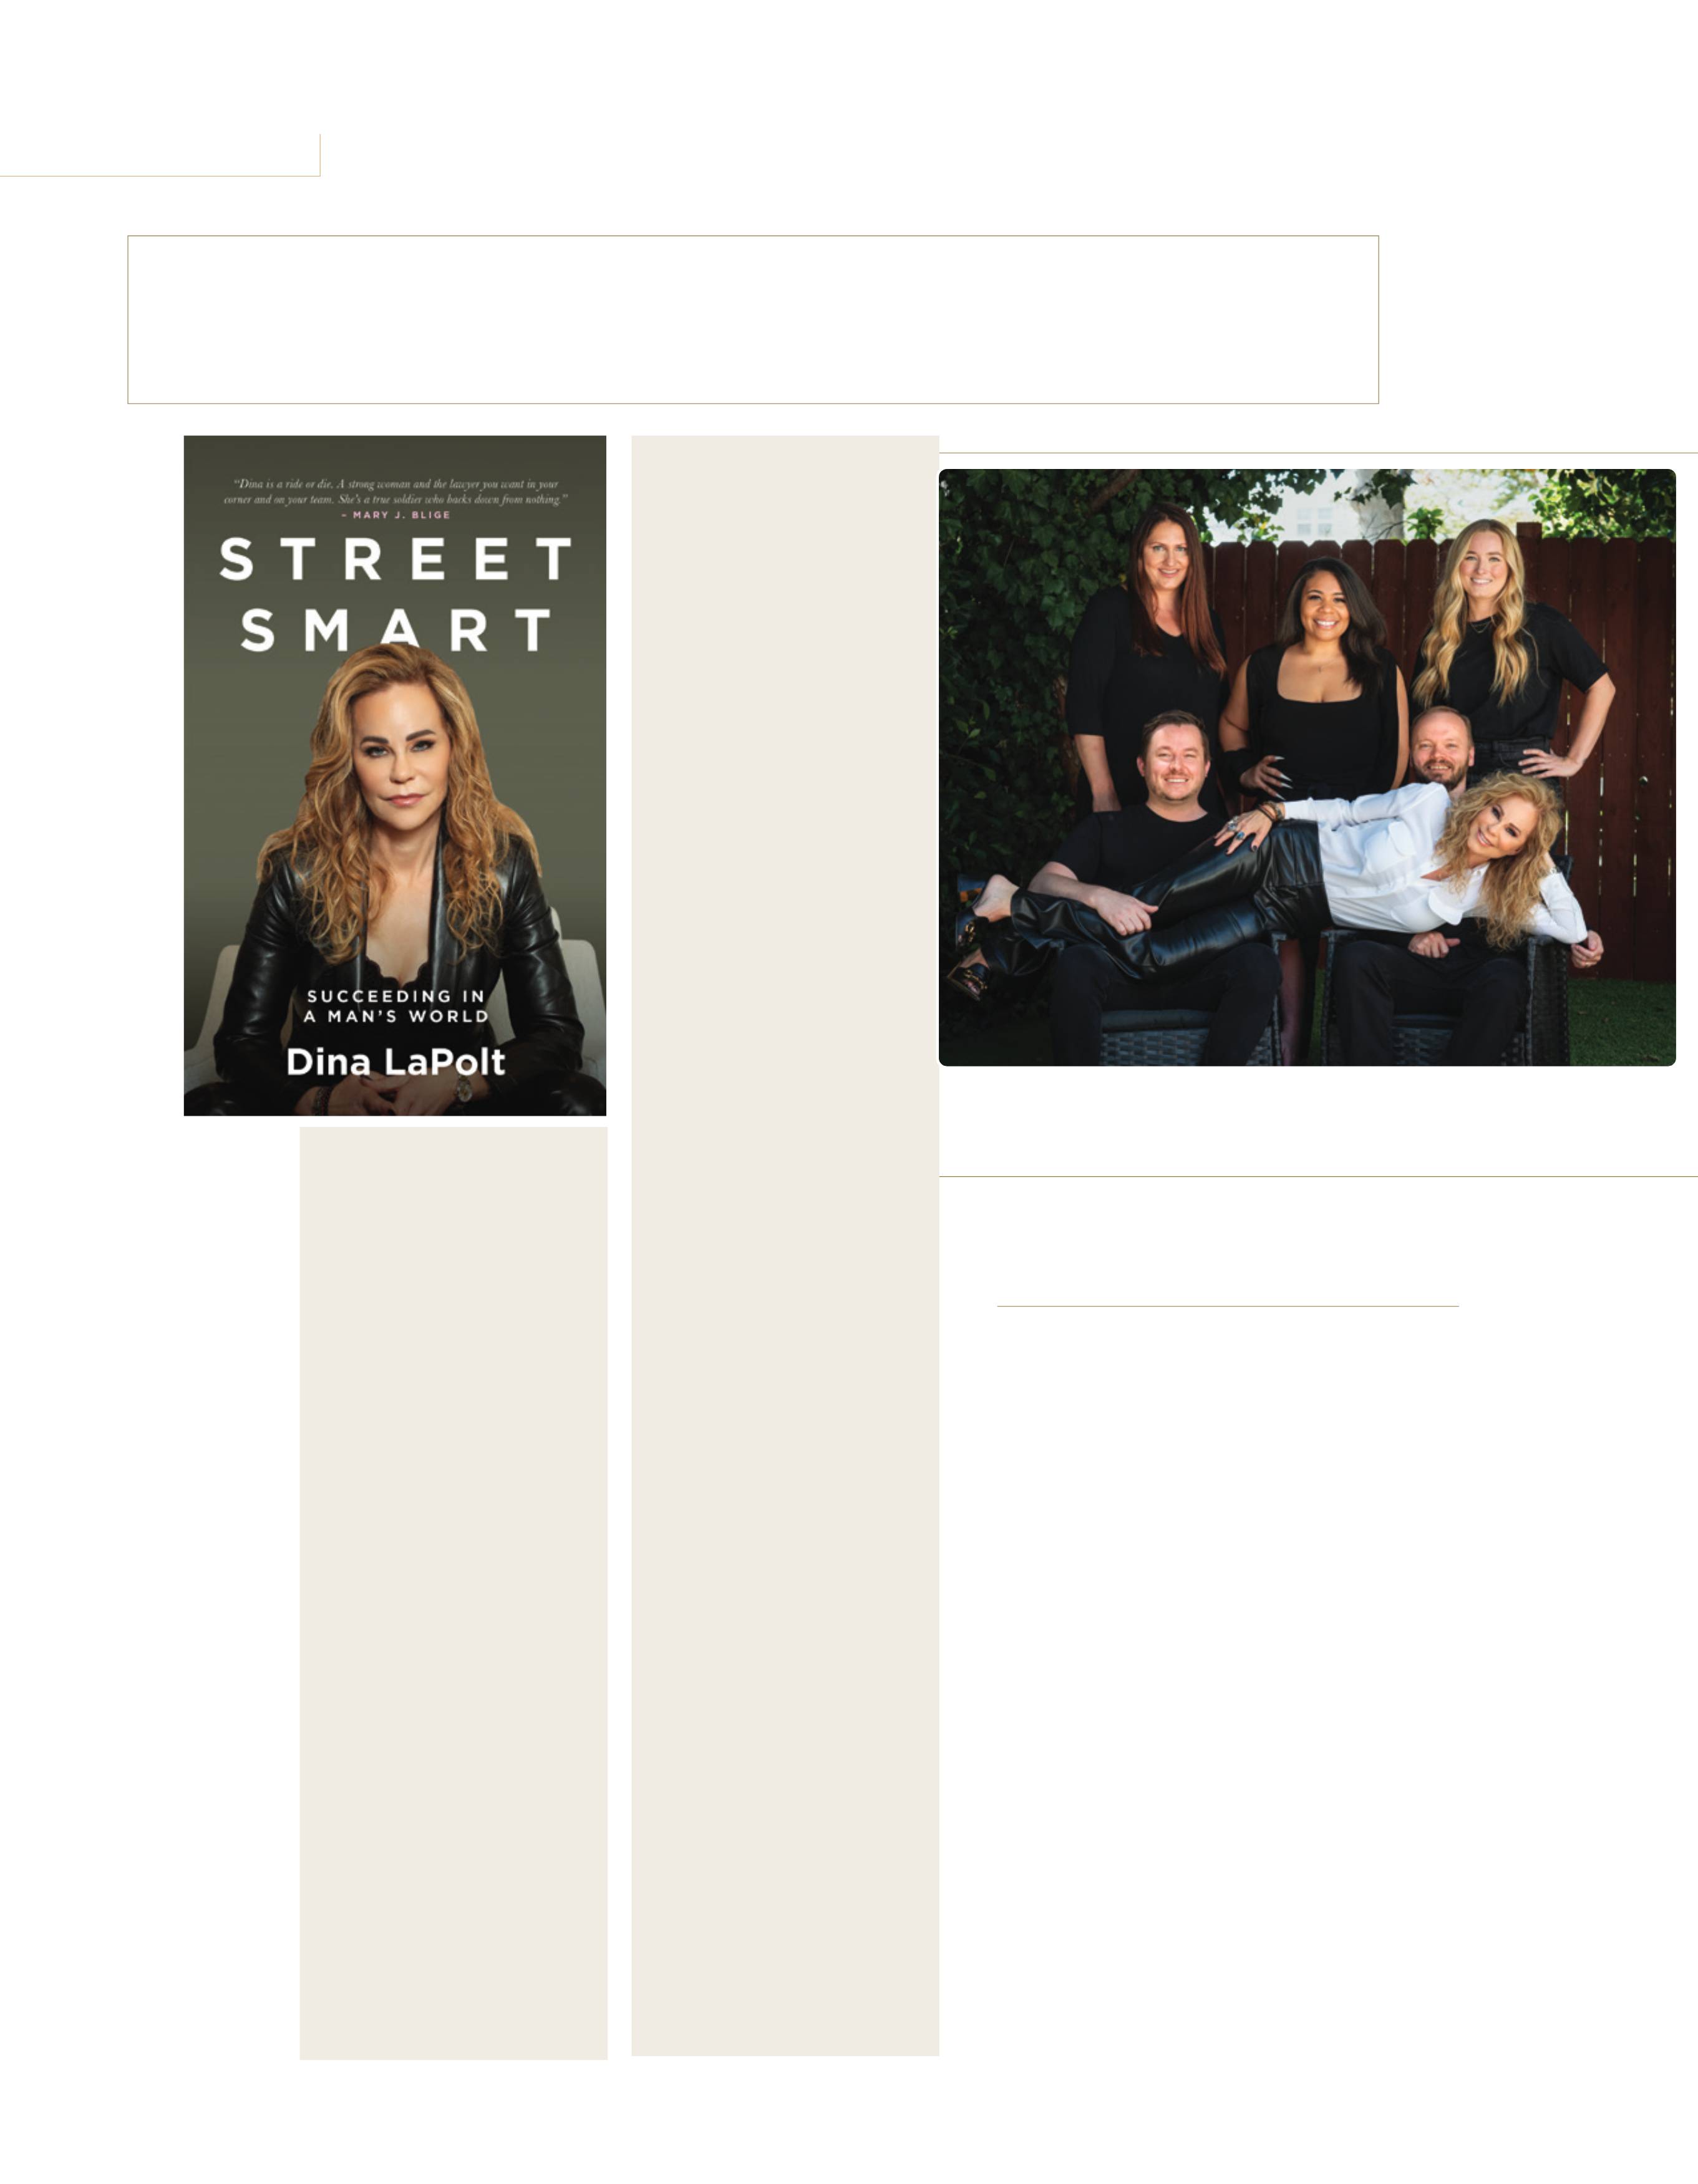 “Dina is a ride or die. A strong woman and the lawyer you want in your
corner and on your team. She’s a true soldier who backs down from nothing.”
– MARY J. BLIGE
STREET
SMART
SUCCEEDING IN
A MAN’S WORLD
Dina LaPolt